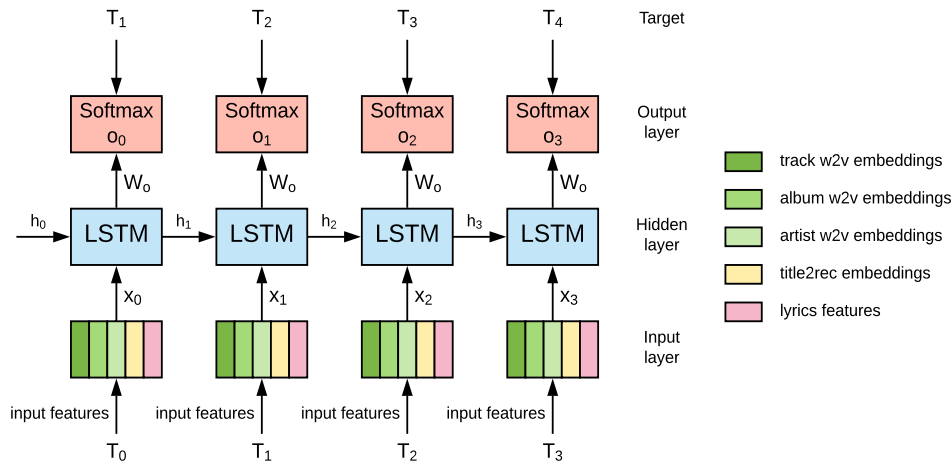 T1 T2 T3 T4 Target
Softmax Softmax Softmax Softmax Output
o0 o1 o2 o3 layer
track w2v embeddings
Wo Wo Wo Wo
album w2v embeddings
h0 h1 h2 h3
LSTM LSTM LSTM LSTM Hidden
layer
artist w2v embeddings
title2rec embeddings
x0 x1 x2 x3
lyrics features
Input
layer
input features input features input features input features
T0 T1 T2 T3